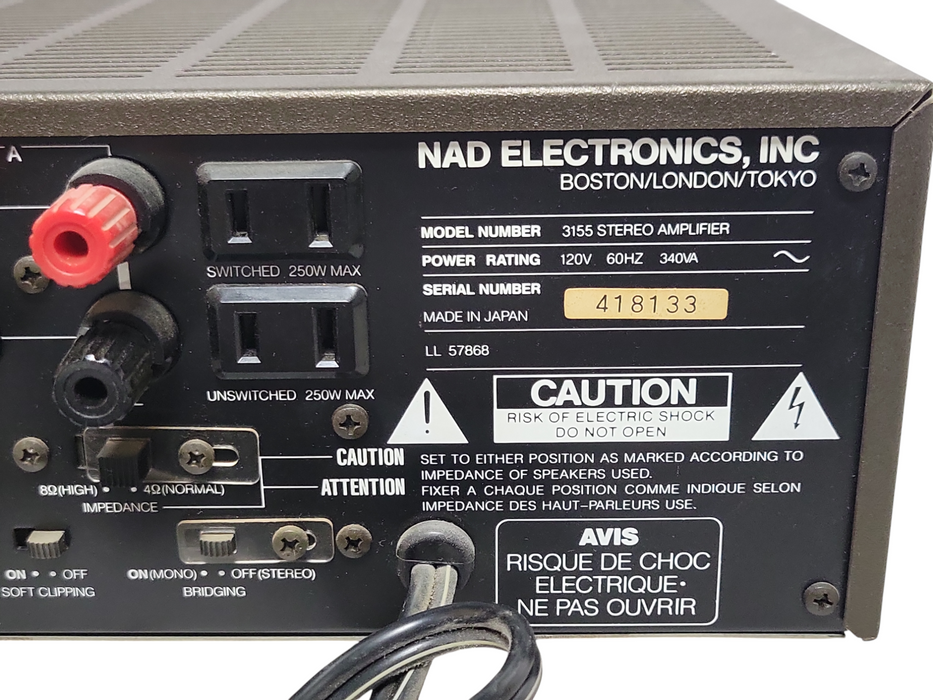 A
NAD ELECTRONICS, INC
BOSTON/LONDON/TOKYO
MODEL NUMBER 3155 STEREO AMPLIFIER
POWER RATING 120V 60HZ 340VA
SERIAL NUMBER 418133
MADE IN JAPAN
LL 57868
SWITCHED 250W MAX
UNSWITCHED 250W MAX
CAUTION
RISK OF ELECTRIC SHOCK
DO NOT OPEN
CAUTION SET TO EITHER POSITION AS MARKED ACCORDING TO
IMPEDANCE OF SPEAKERS USED.
ATTENTION FIXER A CHAQUE POSITION COMME INDIQUE SELON
IMPEDANCE DES HAUT-PARLEURS USE.
8Ω(HIGH) • • 4Ω(NORMAL)
IMPEDANCE
ON • • OFF
SOFT CLIPPING
ON(MONO) • • OFF(STEREO)
BRIDGING
AVIS
RISQUE DE CHOC
ELECTRIQUE•
NE PAS OUVRIR